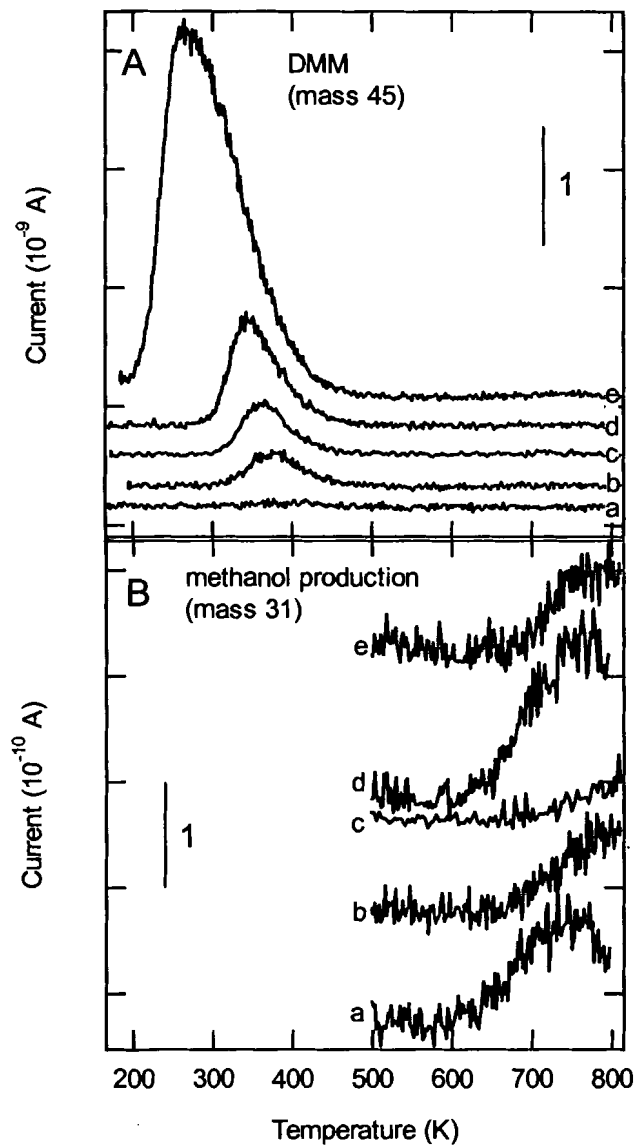 A
DMM
(mass 45)
1
Current (10⁻⁹ A)
e
d
c
b
a
B
methanol production
(mass 31)
e
d
c
b
a
1
Current (10⁻¹⁰ A)
200 300 400 500 600 700 800
Temperature (K)